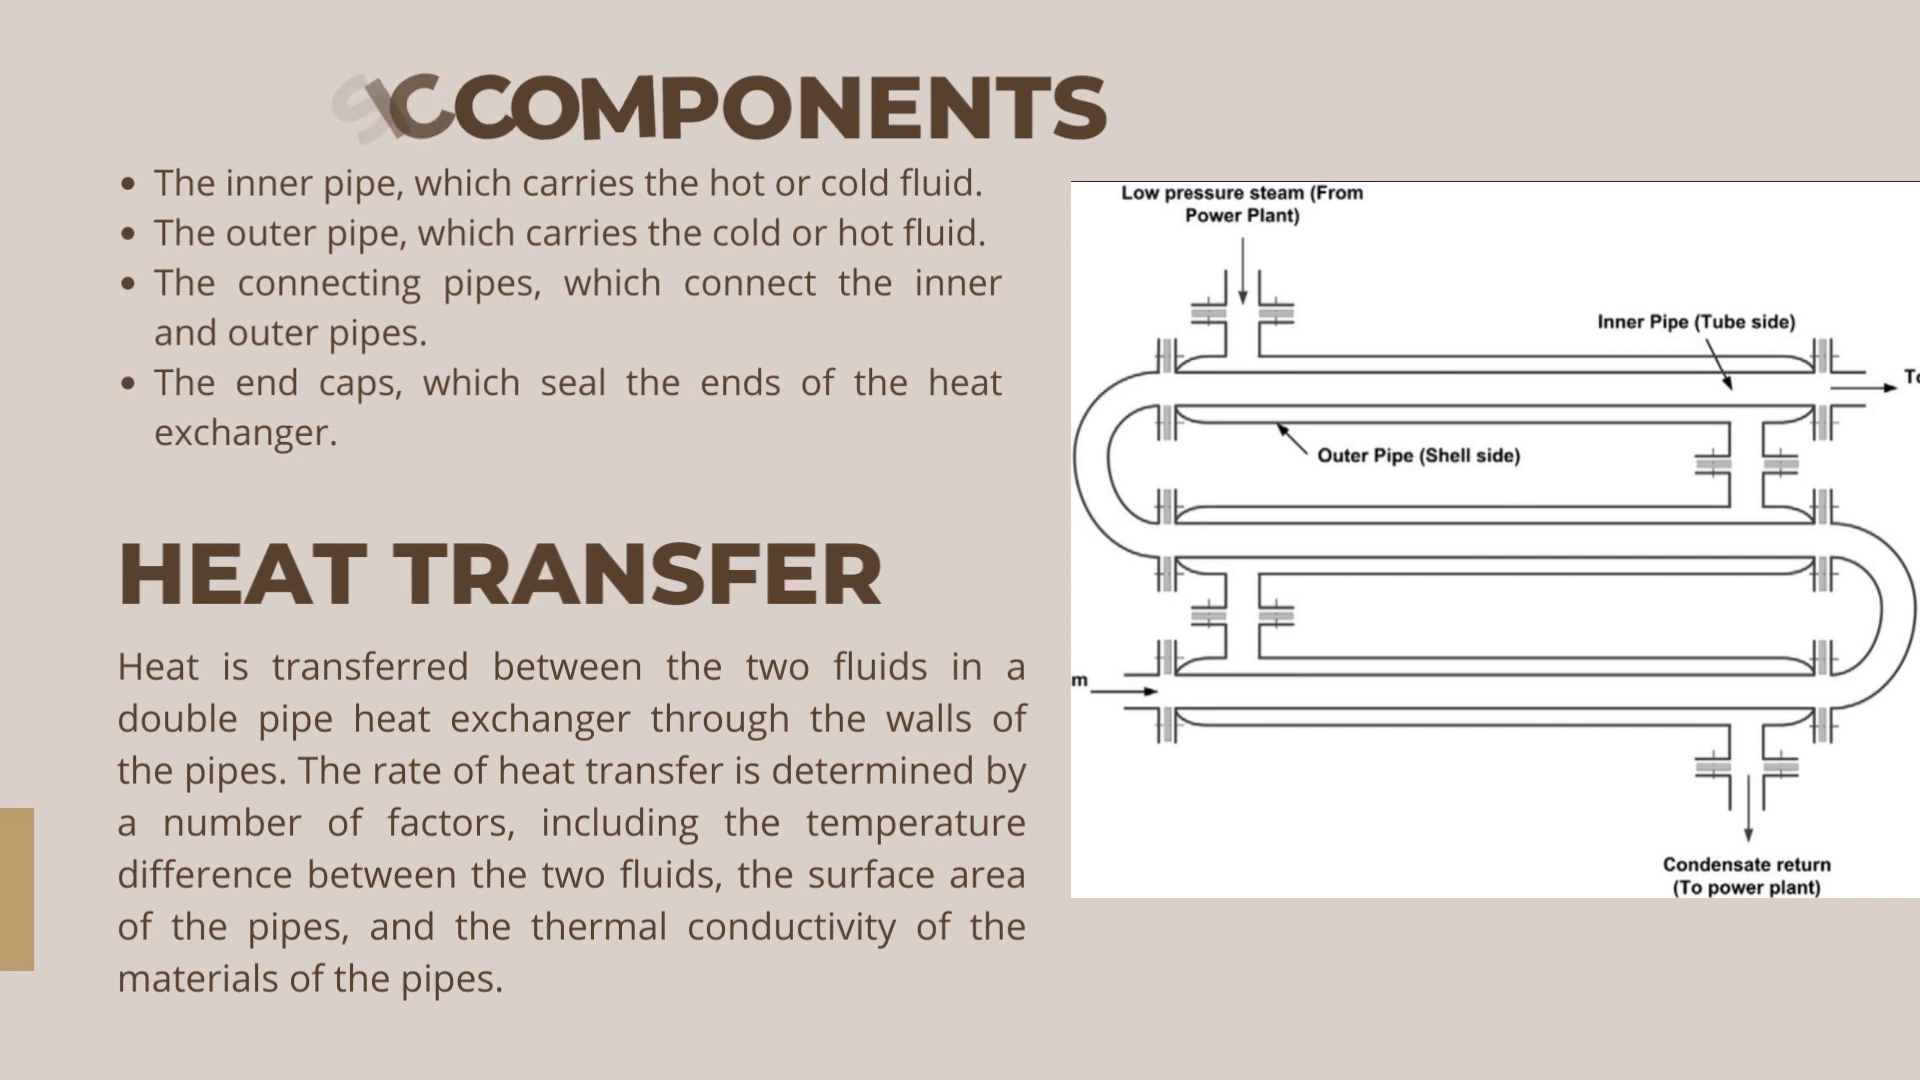 COMPONENTS
The inner pipe, which carries the hot or cold fluid.
The outer pipe, which carries the cold or hot fluid.
The connecting pipes, which connect the inner
and outer pipes.
The end caps, which seal the ends of the heat
exchanger.
HEAT TRANSFER
Heat is transferred between the two fluids in a
double pipe heat exchanger through the walls of
the pipes. The rate of heat transfer is determined by
a number of factors, including the temperature
difference between the two fluids, the surface area
of the pipes, and the thermal conductivity of the
materials of the pipes.
Low pressure steam (From
Power Plant)
Inner Pipe (Tube side)
Outer Pipe (Shell side)
Condensate return
(To power plant)